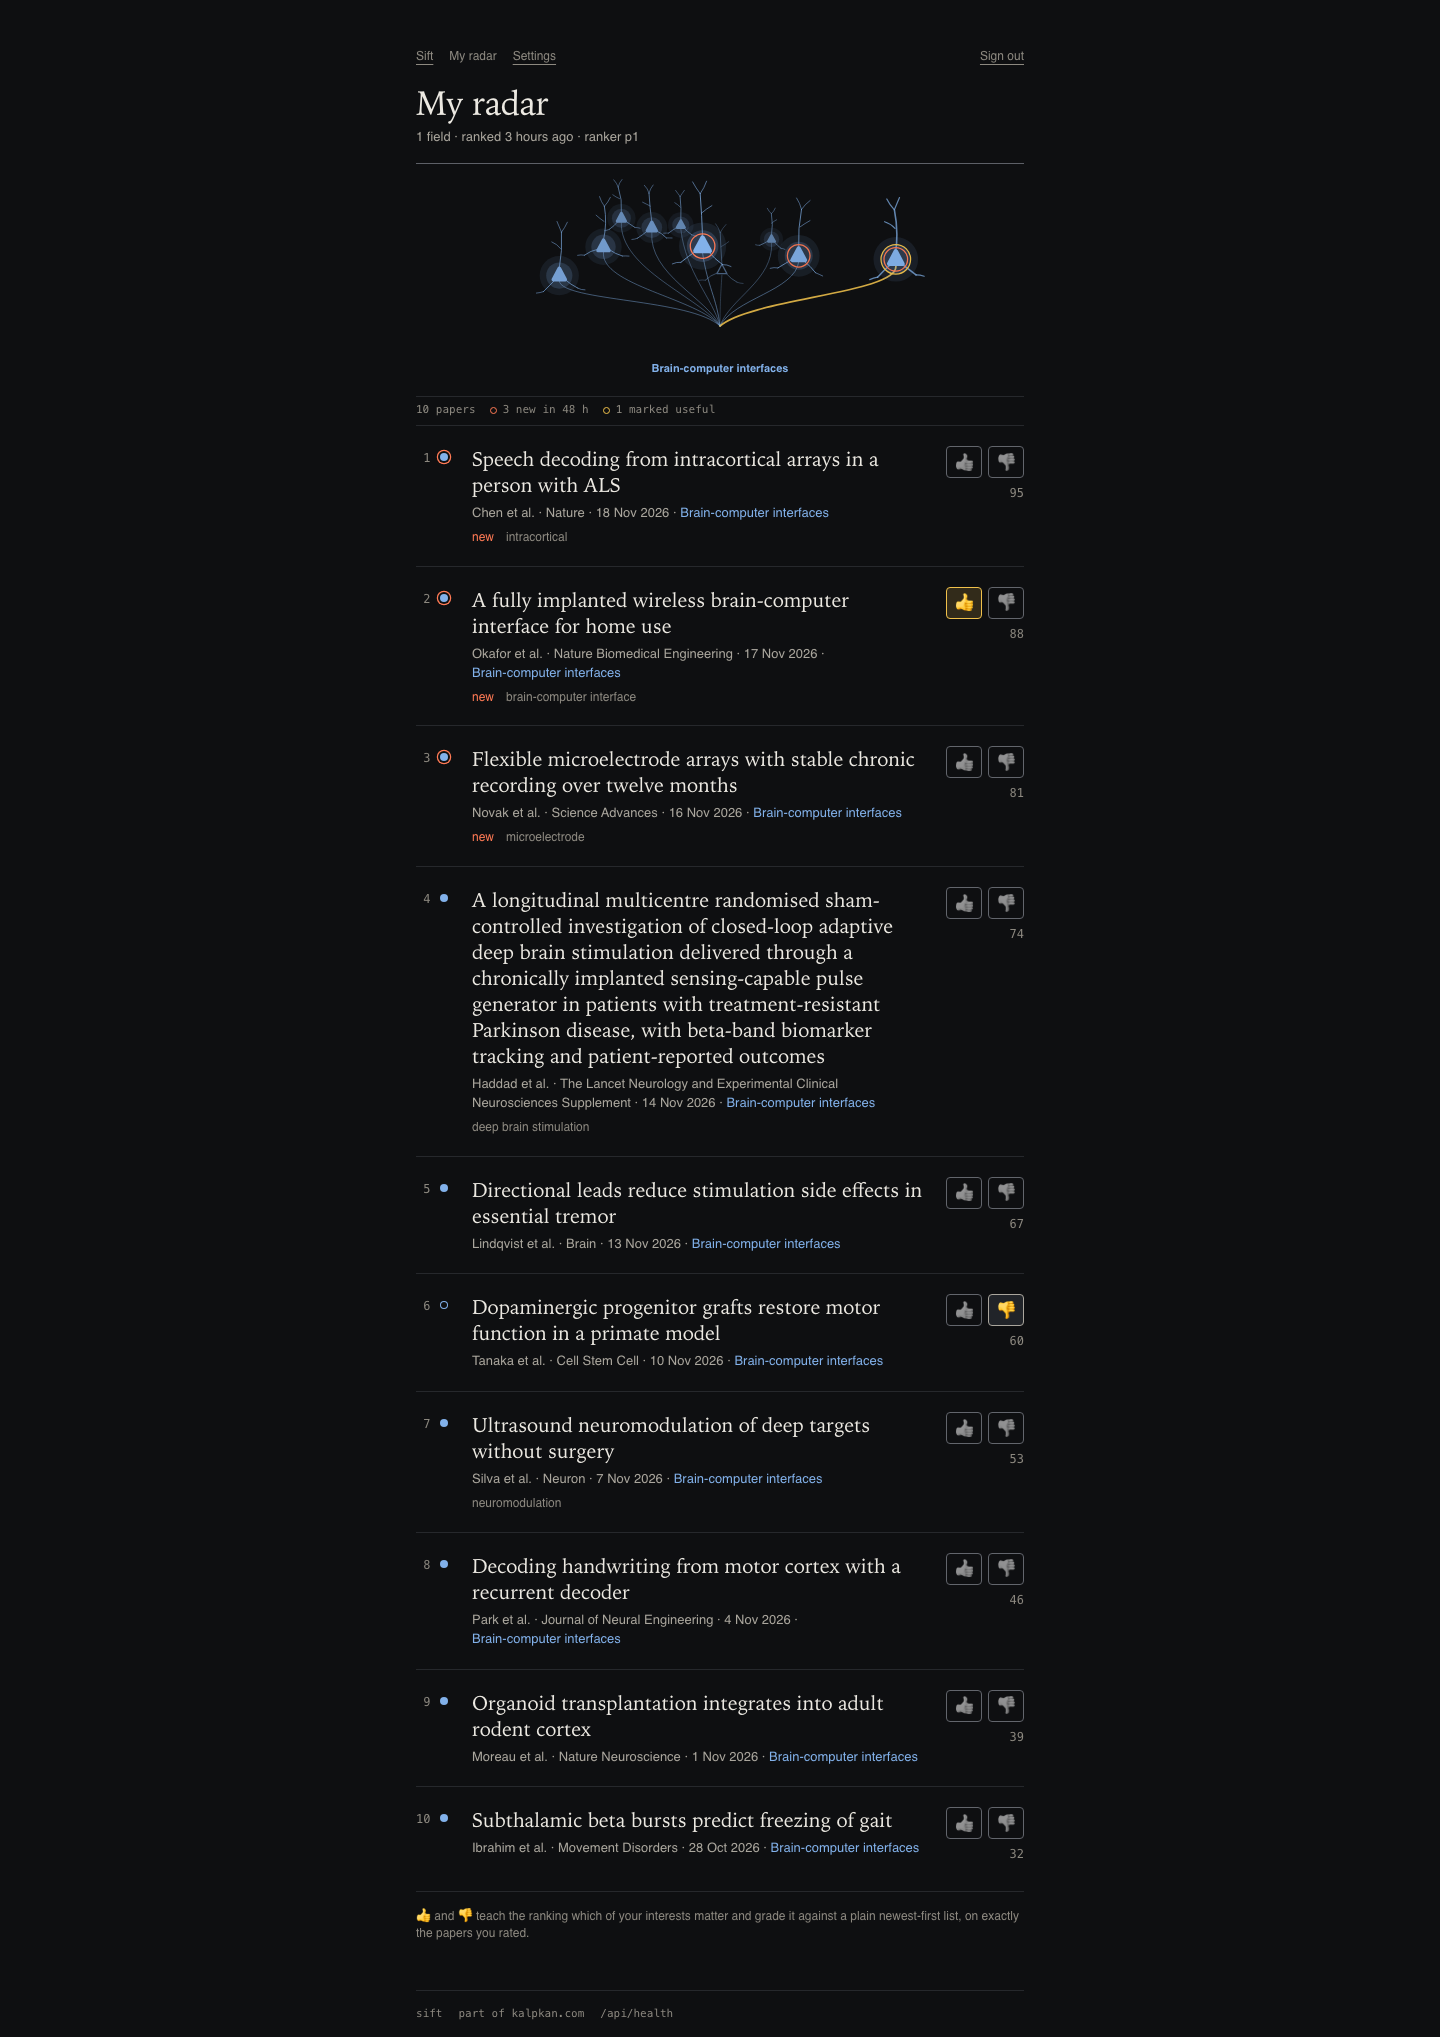 Sift My radar Settings Sign out
My radar
1 field · ranked 3 hours ago · ranker p1
Brain-computer interfaces
10 papers 3 new in 48 h 1 marked useful
1 Speech decoding from intracortical arrays in a
person with ALS
95
Chen et al. · Nature · 18 Nov 2026 · Brain-computer interfaces
new intracortical
2 A fully implanted wireless brain-computer
interface for home use
88
Okafor et al. · Nature Biomedical Engineering · 17 Nov 2026 ·
Brain-computer interfaces
new brain-computer interface
3 Flexible microelectrode arrays with stable chronic
recording over twelve months
81
Novak et al. · Science Advances · 16 Nov 2026 · Brain-computer interfaces
new microelectrode
4 A longitudinal multicentre randomised sham-
controlled investigation of closed-loop adaptive
74
deep brain stimulation delivered through a
chronically implanted sensing-capable pulse
generator in patients with treatment-resistant
Parkinson disease, with beta-band biomarker
tracking and patient-reported outcomes
Haddad et al. · The Lancet Neurology and Experimental Clinical
Neurosciences Supplement · 14 Nov 2026 · Brain-computer interfaces
deep brain stimulation
5 Directional leads reduce stimulation side effects in
essential tremor
67
Lindqvist et al. · Brain · 13 Nov 2026 · Brain-computer interfaces
6 Dopaminergic progenitor grafts restore motor
function in a primate model
60
Tanaka et al. · Cell Stem Cell · 10 Nov 2026 · Brain-computer interfaces
7 Ultrasound neuromodulation of deep targets
without surgery
53
Silva et al. · Neuron · 7 Nov 2026 · Brain-computer interfaces
neuromodulation
8 Decoding handwriting from motor cortex with a
recurrent decoder
46
Park et al. · Journal of Neural Engineering · 4 Nov 2026 ·
Brain-computer interfaces
9 Organoid transplantation integrates into adult
rodent cortex
39
Moreau et al. · Nature Neuroscience · 1 Nov 2026 · Brain-computer interfaces
10 Subthalamic beta bursts predict freezing of gait
Ibrahim et al. · Movement Disorders · 28 Oct 2026 · Brain-computer interfaces
32
👍 and 👎 teach the ranking which of your interests matter and grade it against a plain newest-first list, on exactly
the papers you rated.
sift part of kalpkan.com /api/health